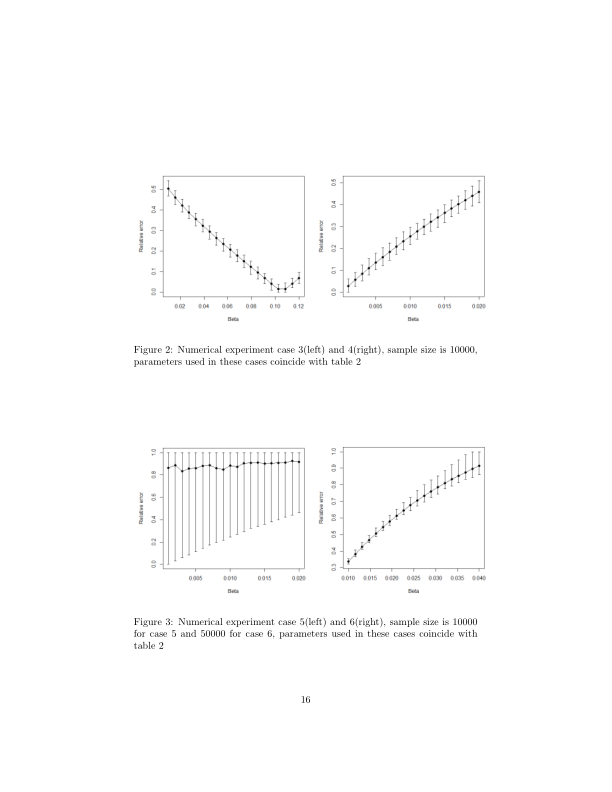 0.0 0.1 0.2 0.3 0.4 0.5
Relative error
0.02 0.04 0.06 0.08 0.10 0.12
Beta
0.0 0.1 0.2 0.3 0.4 0.5
Relative error
0.005 0.010 0.015 0.020
Beta
Figure 2: Numerical experiment case 3(left) and 4(right), sample size is 10000,
parameters used in these cases coincide with table 2
0.0 0.2 0.4 0.6 0.8 1.0
Relative error
0.005 0.010 0.015 0.020
Beta
0.3 0.4 0.5 0.6 0.7 0.8 0.9 1.0
Relative error
0.010 0.015 0.020 0.025 0.030 0.035 0.040
Beta
Figure 3: Numerical experiment case 5(left) and 6(right), sample size is 10000
for case 5 and 50000 for case 6, parameters used in these cases coincide with
table 2
16